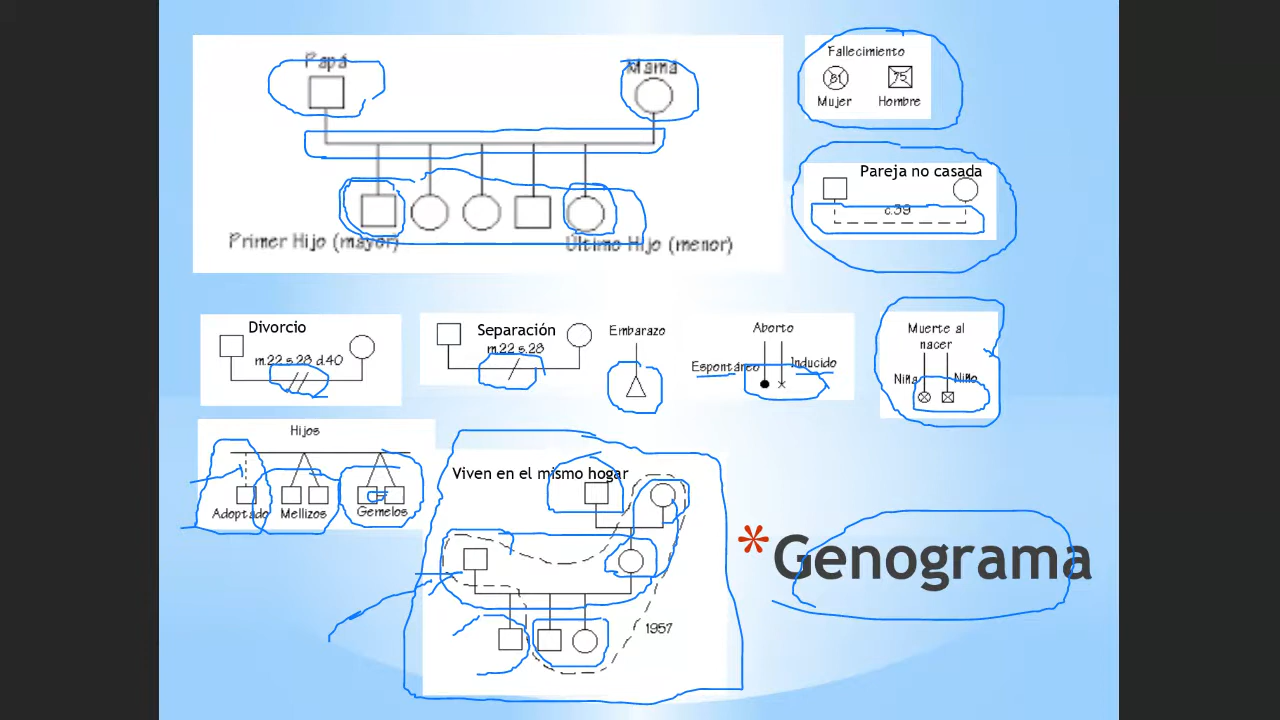 Papá
Mamá
Primer Hijo (mayor)
Último Hijo (menor)
Fallecimiento
81
75
Mujer
Hombre
Pareja no casada
c.39
Divorcio
m.22 s.28 d.40
Separación
m.22 s.28
Embarazo
Aborto
Espontáneo
Inducido
Muerte al
nacer
Niña
Niño
Hijos
Adoptado
Mellizos
Gemelos
Viven en el mismo hogar
1957
*Genograma